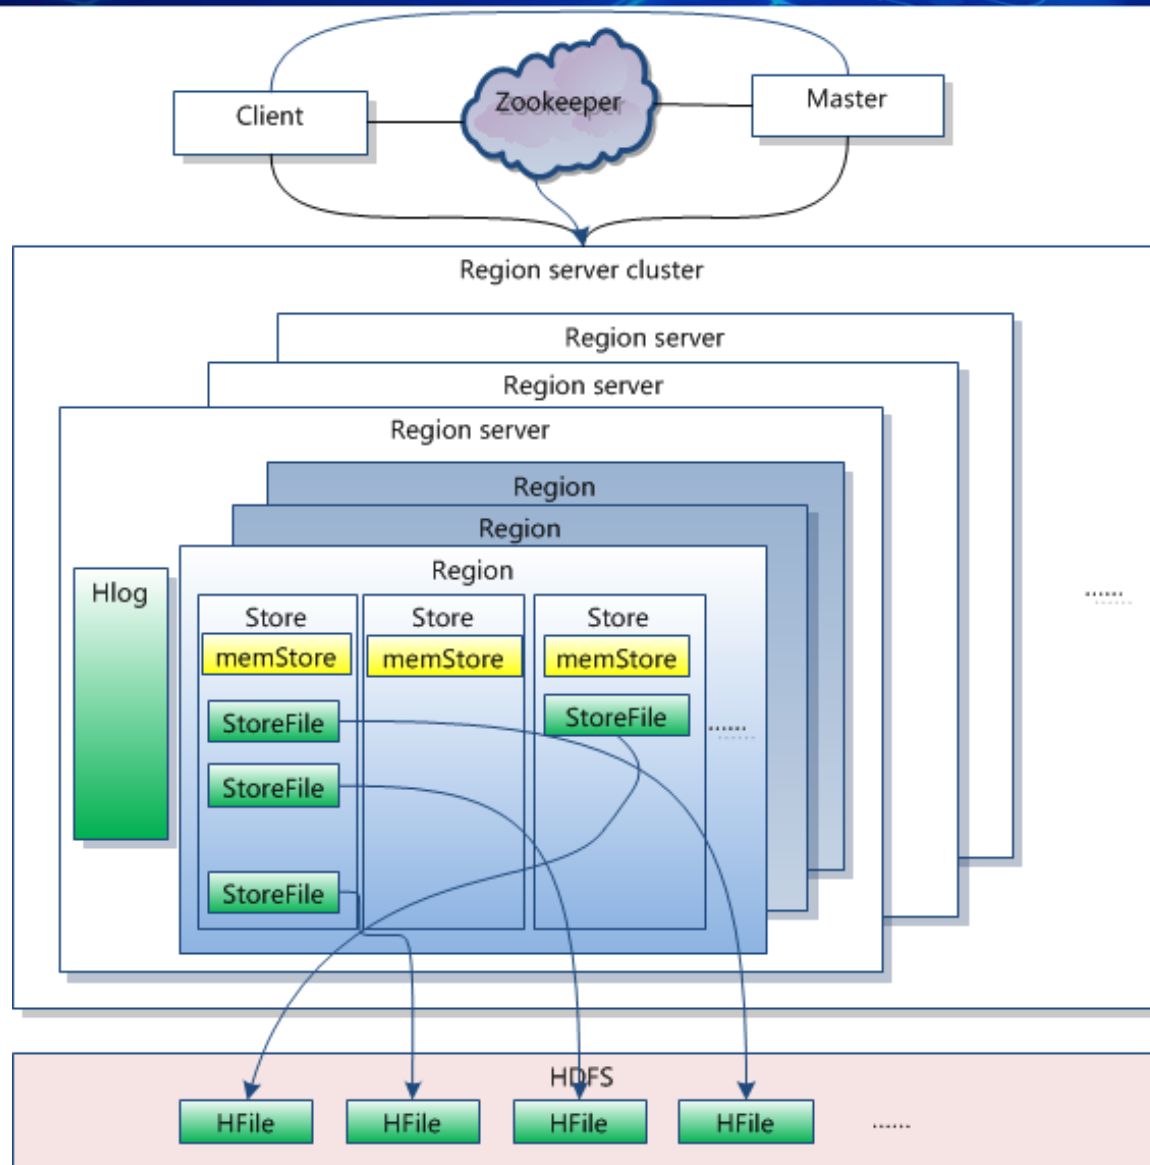 Client
Zookeeper
Master
Region server cluster
Region server
Region server
Region server
Region
Region
Region
Hlog
Store
Store
Store
memStore
memStore
memStore
StoreFile
StoreFile
......
StoreFile
StoreFile
......
HDFS
HFile
HFile
HFile
HFile
......